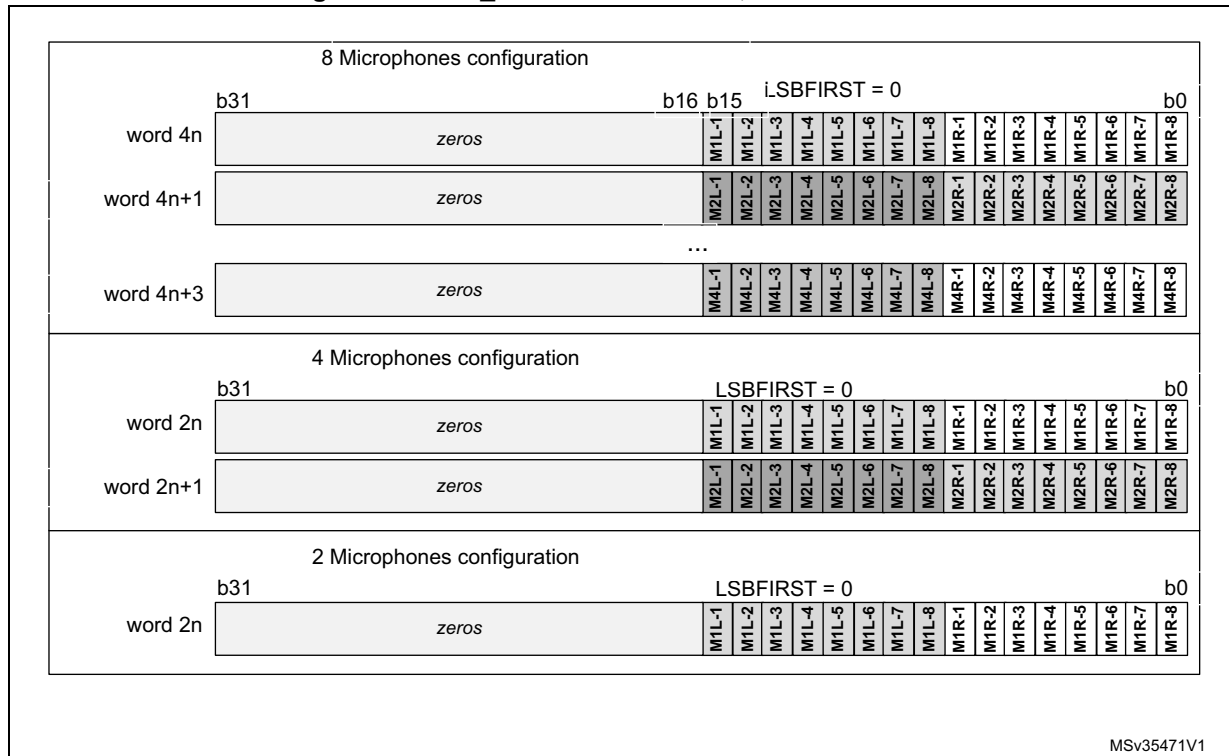 8 Microphones configuration
LSBFIRST = 0
b31 b16 b15 b0
word 4n zeros M1L-1 M1L-2 M1L-3 M1L-4 M1L-5 M1L-6 M1L-7 M1L-8 M1R-1 M1R-2 M1R-3 M1R-4 M1R-5 M1R-6 M1R-7 M1R-8
word 4n+1 zeros M2L-1 M2L-2 M2L-3 M2L-4 M2L-5 M2L-6 M2L-7 M2L-8 M2R-1 M2R-2 M2R-3 M2R-4 M2R-5 M2R-6 M2R-7 M2R-8
...
word 4n+3 zeros M4L-1 M4L-2 M4L-3 M4L-4 M4L-5 M4L-6 M4L-7 M4L-8 M4R-1 M4R-2 M4R-3 M4R-4 M4R-5 M4R-6 M4R-7 M4R-8
4 Microphones configuration
b31 LSBFIRST = 0 b0
word 2n zeros M1L-1 M1L-2 M1L-3 M1L-4 M1L-5 M1L-6 M1L-7 M1L-8 M1R-1 M1R-2 M1R-3 M1R-4 M1R-5 M1R-6 M1R-7 M1R-8
word 2n+1 zeros M2L-1 M2L-2 M2L-3 M2L-4 M2L-5 M2L-6 M2L-7 M2L-8 M2R-1 M2R-2 M2R-3 M2R-4 M2R-5 M2R-6 M2R-7 M2R-8
2 Microphones configuration
b31 LSBFIRST = 0 b0
word 2n zeros M1L-1 M1L-2 M1L-3 M1L-4 M1L-5 M1L-6 M1L-7 M1L-8 M1R-1 M1R-2 M1R-3 M1R-4 M1R-5 M1R-6 M1R-7 M1R-8
MSv35471V1